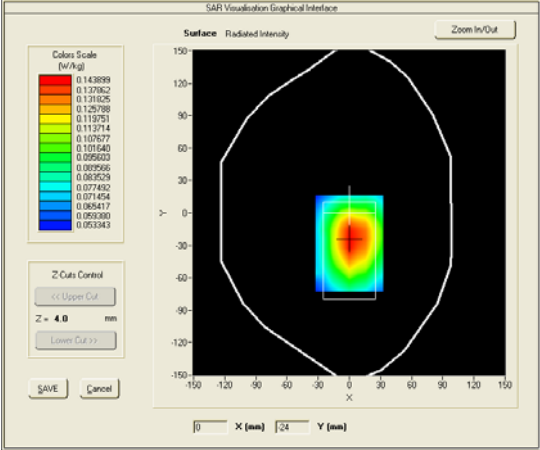 SAR Visualisation Graphical Interface
Surface Radiated Intensity
Zoom In/Out
Colors Scale
(W/kg)
0.143899
0.137862
0.131825
0.125788
0.119751
0.113714
0.107677
0.101640
0.095603
0.089566
0.083529
0.077492
0.071454
0.065417
0.059380
0.053343
150
120
90
60
30
0
-30
-60
-90
-120
-150
Y
-150 -120 -90 -60 -30 0 30 60 90 120 150
X
Z-Cuts Control
<< Upper Cut
Z = 4.0 mm
Lower Cut >>
SAVE Cancel
0 X (mm) -24 Y (mm)